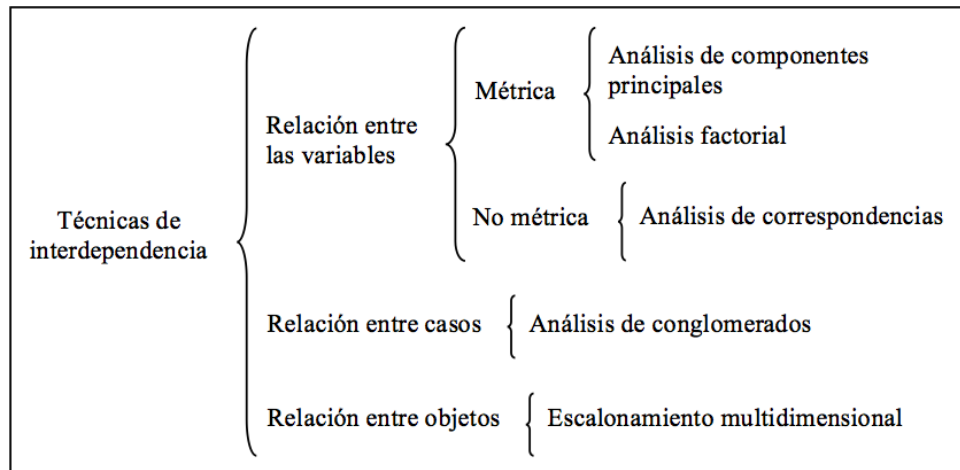 Análisis de componentes
principales
Métrica
Análisis factorial
Relación entre
las variables
No métrica
Análisis de correspondencias
Técnicas de
interdependencia
Relación entre casos
Análisis de conglomerados
Relación entre objetos
Escalonamiento multidimensional